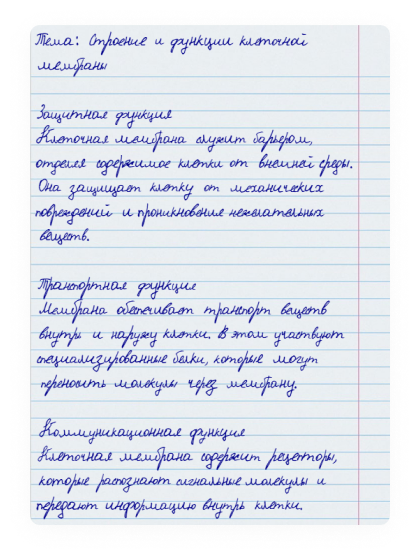 Тема: Строение и функции клеточной
мембраны
Защитная функция
Клеточная мембрана служит барьером,
отделяя содержимое клетки от внешней среды.
Она защищает клетку от механических
повреждений и проникновения нежелательных
веществ.
Транспортная функция
Мембрана обеспечивает транспорт веществ
внутрь и наружу клетки. В этом участвуют
специализированные белки, которые могут
переносить молекулы через мембрану.
Коммуникационная функция
Клеточная мембрана содержит рецепторы,
которые распознают сигнальные молекулы и
передают информацию внутрь клетки.